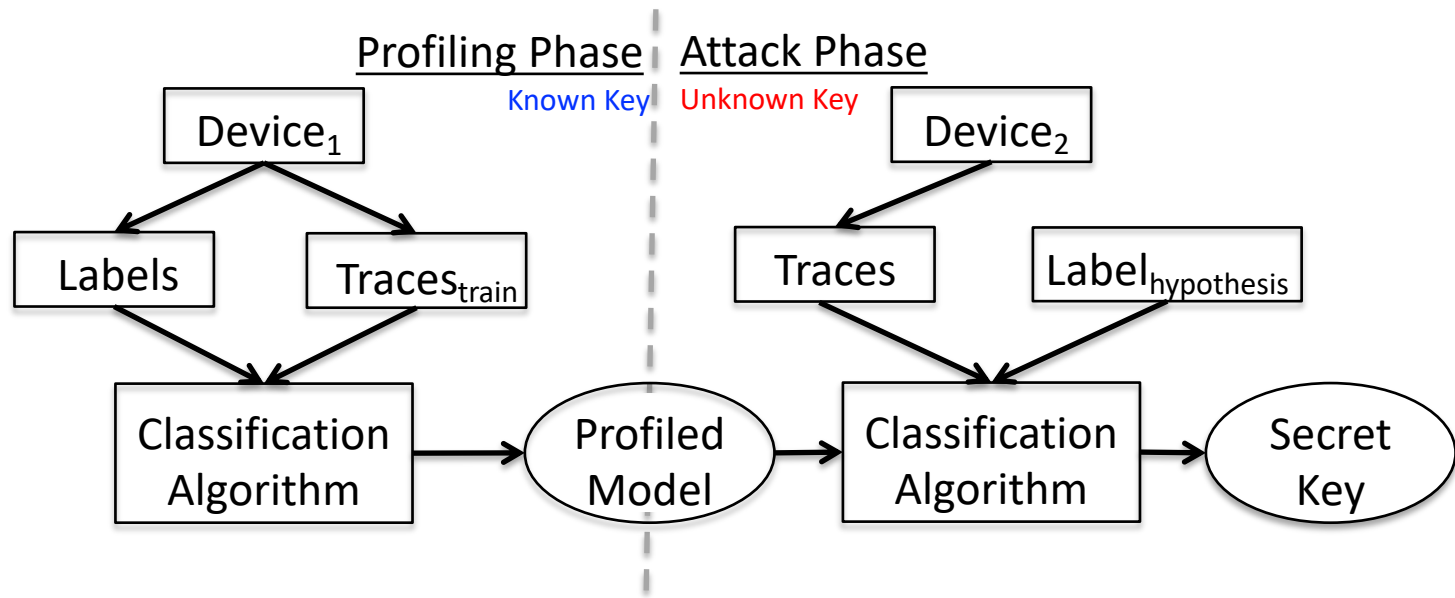 Profiling Phase
Known Key
Device₁
Labels
Traces_train
Classification
Algorithm
Profiled
Model
Attack Phase
Unknown Key
Device₂
Traces
Label_hypothesis
Classification
Algorithm
Secret
Key